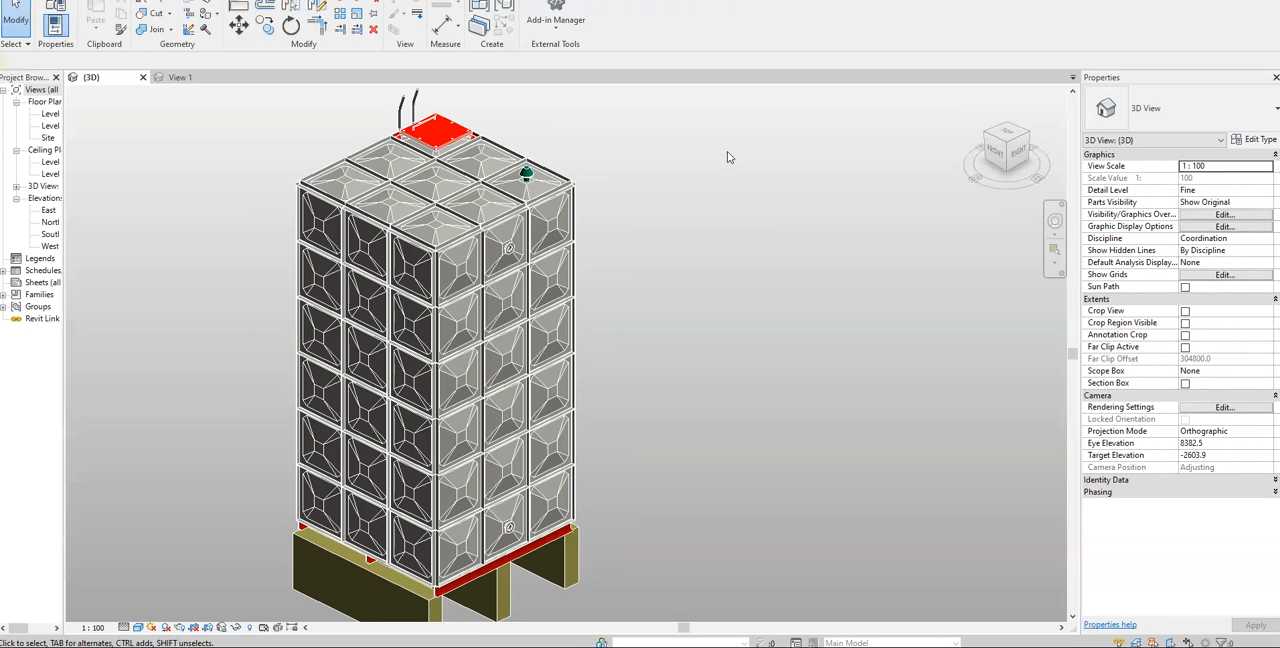 Modify
Select
Properties
Paste
Clipboard
Cut
Join
Geometry
Modify
View
Measure
Create
Add-in Manager
External Tools
Project Brow...
{3D}
View 1
Views (all
Floor Plan
Level
Level
Site
Ceiling Pl
Level
Level
3D View:
Elevation:
East
Nortl
Soutl
West
Legends
Schedules,
Sheets (all
Families
Groups
Revit Link
TOP
FRONT
RIGHT
Properties
3D View
3D View: {3D}
Edit Type
Graphics
View Scale 1 : 100
Scale Value 1: 100
Detail Level Fine
Parts Visibility Show Original
Visibility/Graphics Over... Edit...
Graphic Display Options Edit...
Discipline Coordination
Show Hidden Lines By Discipline
Default Analysis Display... None
Show Grids Edit...
Sun Path
Extents
Crop View
Crop Region Visible
Annotation Crop
Far Clip Active
Far Clip Offset 304800.0
Scope Box None
Section Box
Camera
Rendering Settings Edit...
Locked Orientation
Projection Mode Orthographic
Eye Elevation 8382.5
Target Elevation -2603.9
Camera Position Adjusting
Identity Data
Phasing
Properties help
Apply
1 : 100
Click to select, TAB for alternates, CTRL adds, SHIFT unselects.
:0
Main Model
:0